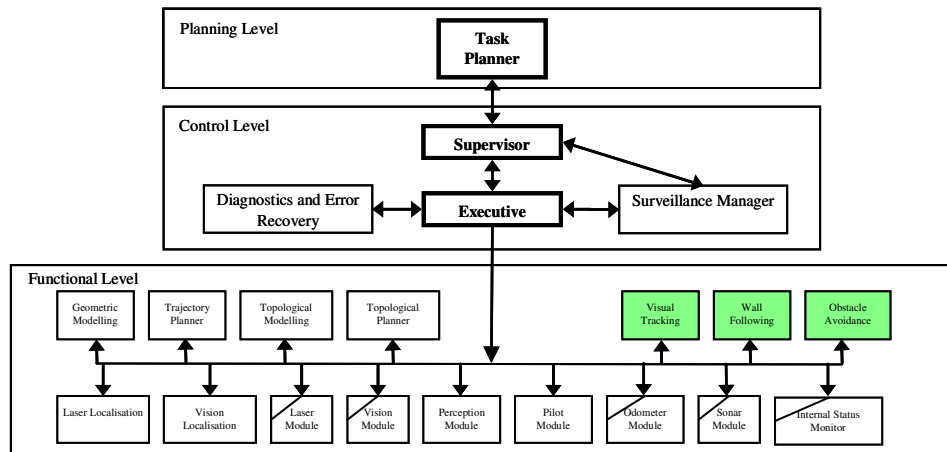 Planning Level
Task
Planner
Control Level
Supervisor
Diagnostics and Error
Recovery
Executive
Surveillance Manager
Functional Level
Geometric
Modelling
Trajectory
Planner
Topological
Modelling
Topological
Planner
Visual
Tracking
Wall
Following
Obstacle
Avoidance
Laser Localisation
Vision
Localisation
Laser
Module
Vision
Module
Perception
Module
Pilot
Module
Odometer
Module
Sonar
Module
Internal Status
Monitor